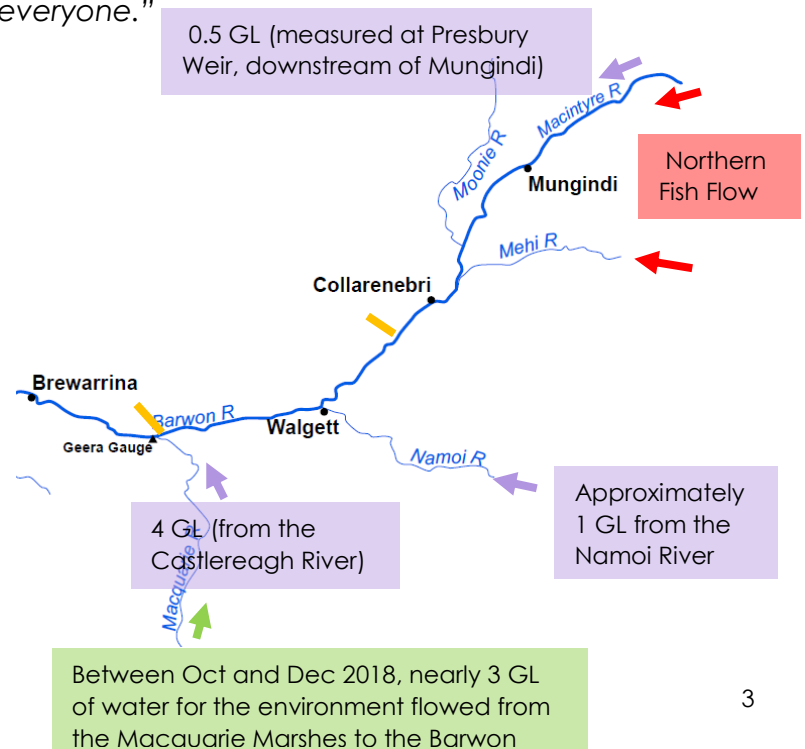 everyone."
0.5 GL (measured at Presbury
Weir, downstream of Mungindi)
Macintyre R
Moonie R
Northern
Fish Flow
Mungindi
Mehi R
Collarenebri
Brewarrina
Barwon R
Walgett
Geera Gauge
Namoi R
Approximately
1 GL from the
Namoi River
4 GL (from the
Castlereagh River)
Macquarie R
Between Oct and Dec 2018, nearly 3 GL
of water for the environment flowed from
the Macquarie Marshes to the Barwon
3